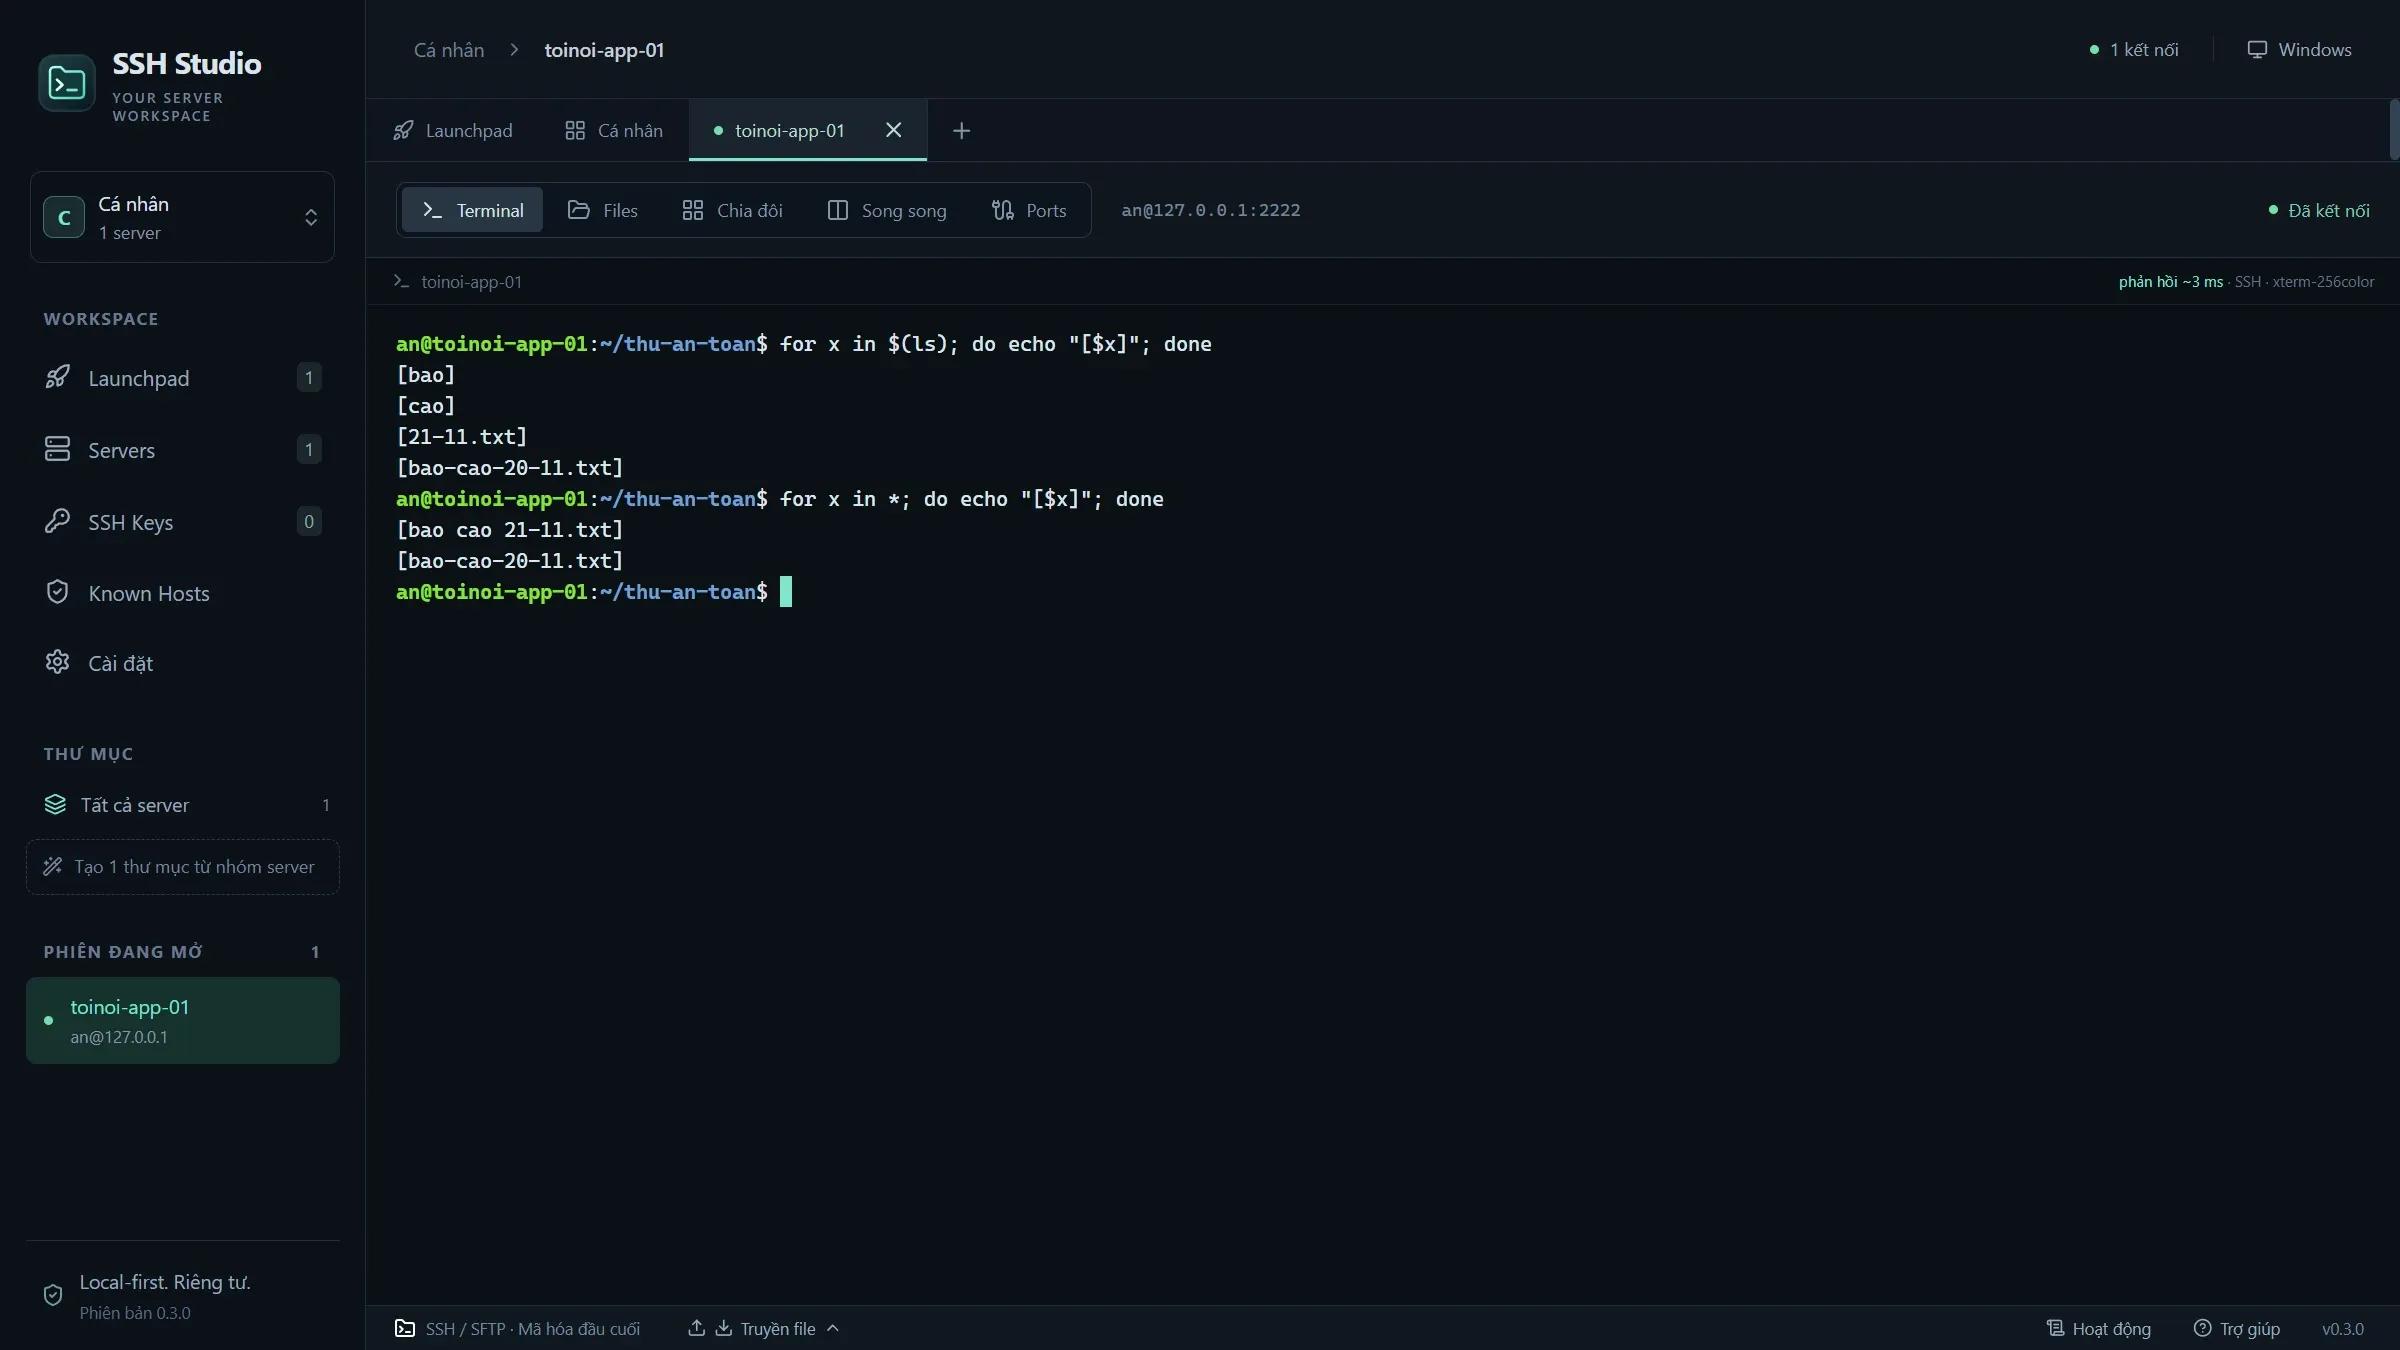 SSH Studio
YOUR SERVER
WORKSPACE
C
Cá nhân
1 server
WORKSPACE
Launchpad 1
Servers 1
SSH Keys 0
Known Hosts
Cài đặt
THƯ MỤC
Tất cả server 1
Tạo 1 thư mục từ nhóm server
PHIÊN ĐANG MỞ 1
toinoi-app-01
an@127.0.0.1
Local-first. Riêng tư.
Phiên bản 0.3.0
Cá nhân > toinoi-app-01
1 kết nối
Windows
Launchpad
Cá nhân
toinoi-app-01
Terminal
Files
Chia đôi
Song song
Ports
an@127.0.0.1:2222
Đã kết nối
toinoi-app-01
phản hồi ~3 ms · SSH · xterm-256color
an@toinoi-app-01:~/thu-an-toan$ for x in $(ls); do echo "[$x]"; done
[bao]
[cao]
[21-11.txt]
[bao-cao-20-11.txt]
an@toinoi-app-01:~/thu-an-toan$ for x in *; do echo "[$x]"; done
[bao cao 21-11.txt]
[bao-cao-20-11.txt]
an@toinoi-app-01:~/thu-an-toan$
SSH / SFTP · Mã hóa đầu cuối
Truyền file
Hoạt động
Trợ giúp
v0.3.0